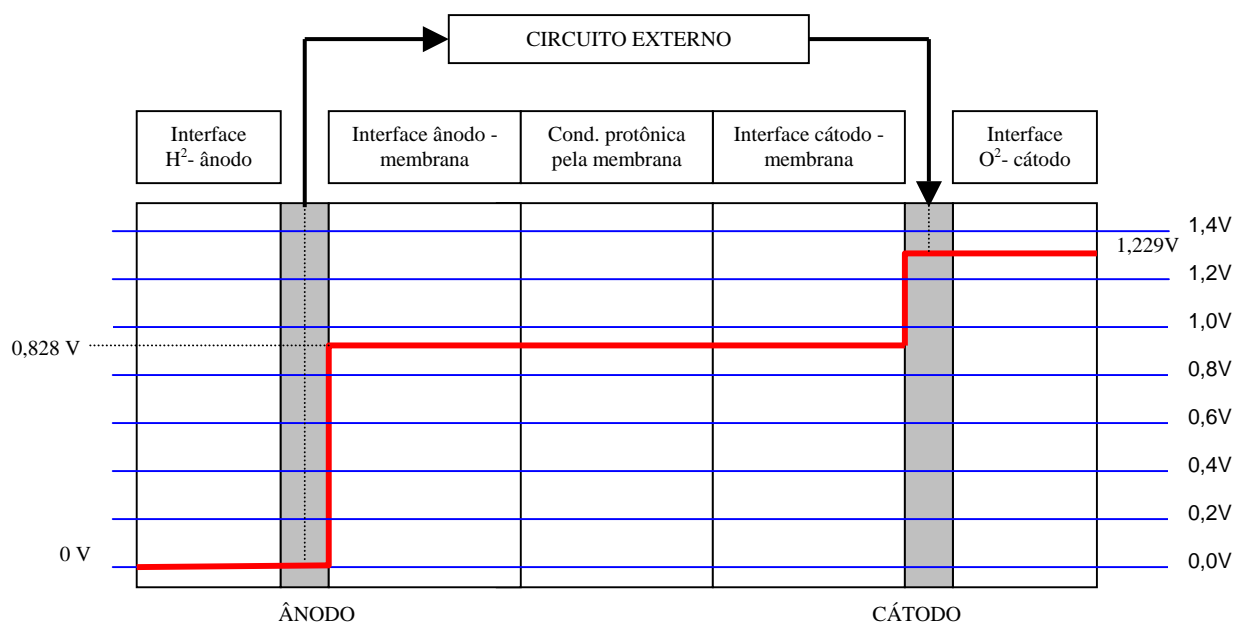 CIRCUITO EXTERNO
Interface
H²- ânodo
Interface ânodo -
membrana
Cond. protônica
pela membrana
Interface cátodo -
membrana
Interface
O²- cátodo
1,4V
1,229V
1,2V
1,0V
0,828 V
0,8V
0,6V
0,4V
0,2V
0 V
0,0V
ÂNODO
CÁTODO